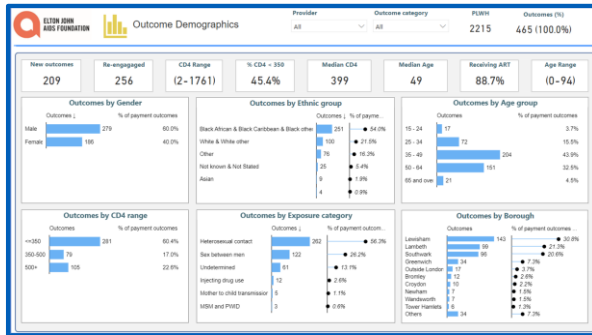 ELTON JOHN
AIDS FOUNDATION
Outcome Demographics
Provider
All
Outcome category
All
PLWH
2215
Outcomes (%)
465 (100.0%)
New outcomes
209
Re-engagaged
256
CD4 Range
(2-1761)
% CD4 < 350
45.4%
Median CD4
399
Median Age
49
Receiving ART
88.7%
Age Range
(0-94)
Outcomes by Gender
Outcomes ↓ % of payment outcomes
Male 279 60.0%
Female 186 40.0%
Outcomes by Ethnic group
Outcomes ↓ % of payme...
Black African & Black Caribbean & Black other 251 54.0%
White & White other 100 21.5%
Other 76 16.3%
Not known & Not Stated 25 5.4%
Asian 9 1.9%
4 0.9%
Outcomes by Age group
Outcomes % of payment outcomes
15 - 24 17 3.7%
25 - 34 72 15.5%
35 - 49 204 43.9%
50 - 64 151 32.5%
65 and over 21 4.5%
Outcomes by CD4 range
Outcomes % of payment outcomes
<=350 281 60.4%
350-500 79 17.0%
500+ 105 22.6%
Outcomes by Exposure category
Outcomes ↓ % of payment outcom...
Heterosexual contact 262 56.3%
Sex between men 122 26.2%
Undetermined 61 13.1%
Injecting drug use 12 2.6%
Mother to child transmission 5 1.1%
MSM and PWID 3 0.6%
Outcomes by Borough
Outcomes % of payment outcomes ...
Lewisham 143 30.8%
Lambeth 99 21.3%
Southwark 96 20.6%
Greenwich 34 7.3%
Outside London 17 3.7%
Bromley 12 2.6%
Croydon 10 2.2%
Newham 7 1.5%
Wandsworth 7 1.5%
Tower Hamlets 6 1.3%
Others 34 7.3%